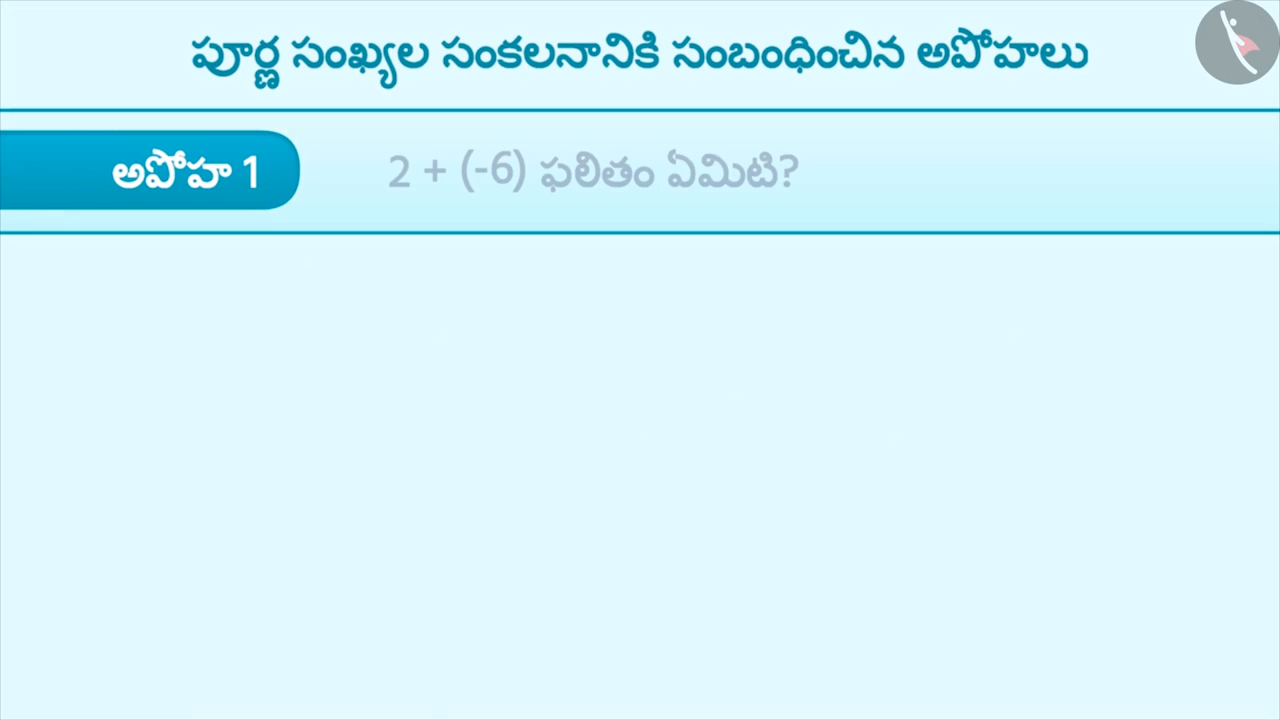 పూర్ణ సంఖ్యల సంకలనానికి సంబంధించిన అపోహలు
అపోహ 1
2 + (-6) ఫలితం ఏమిటి?